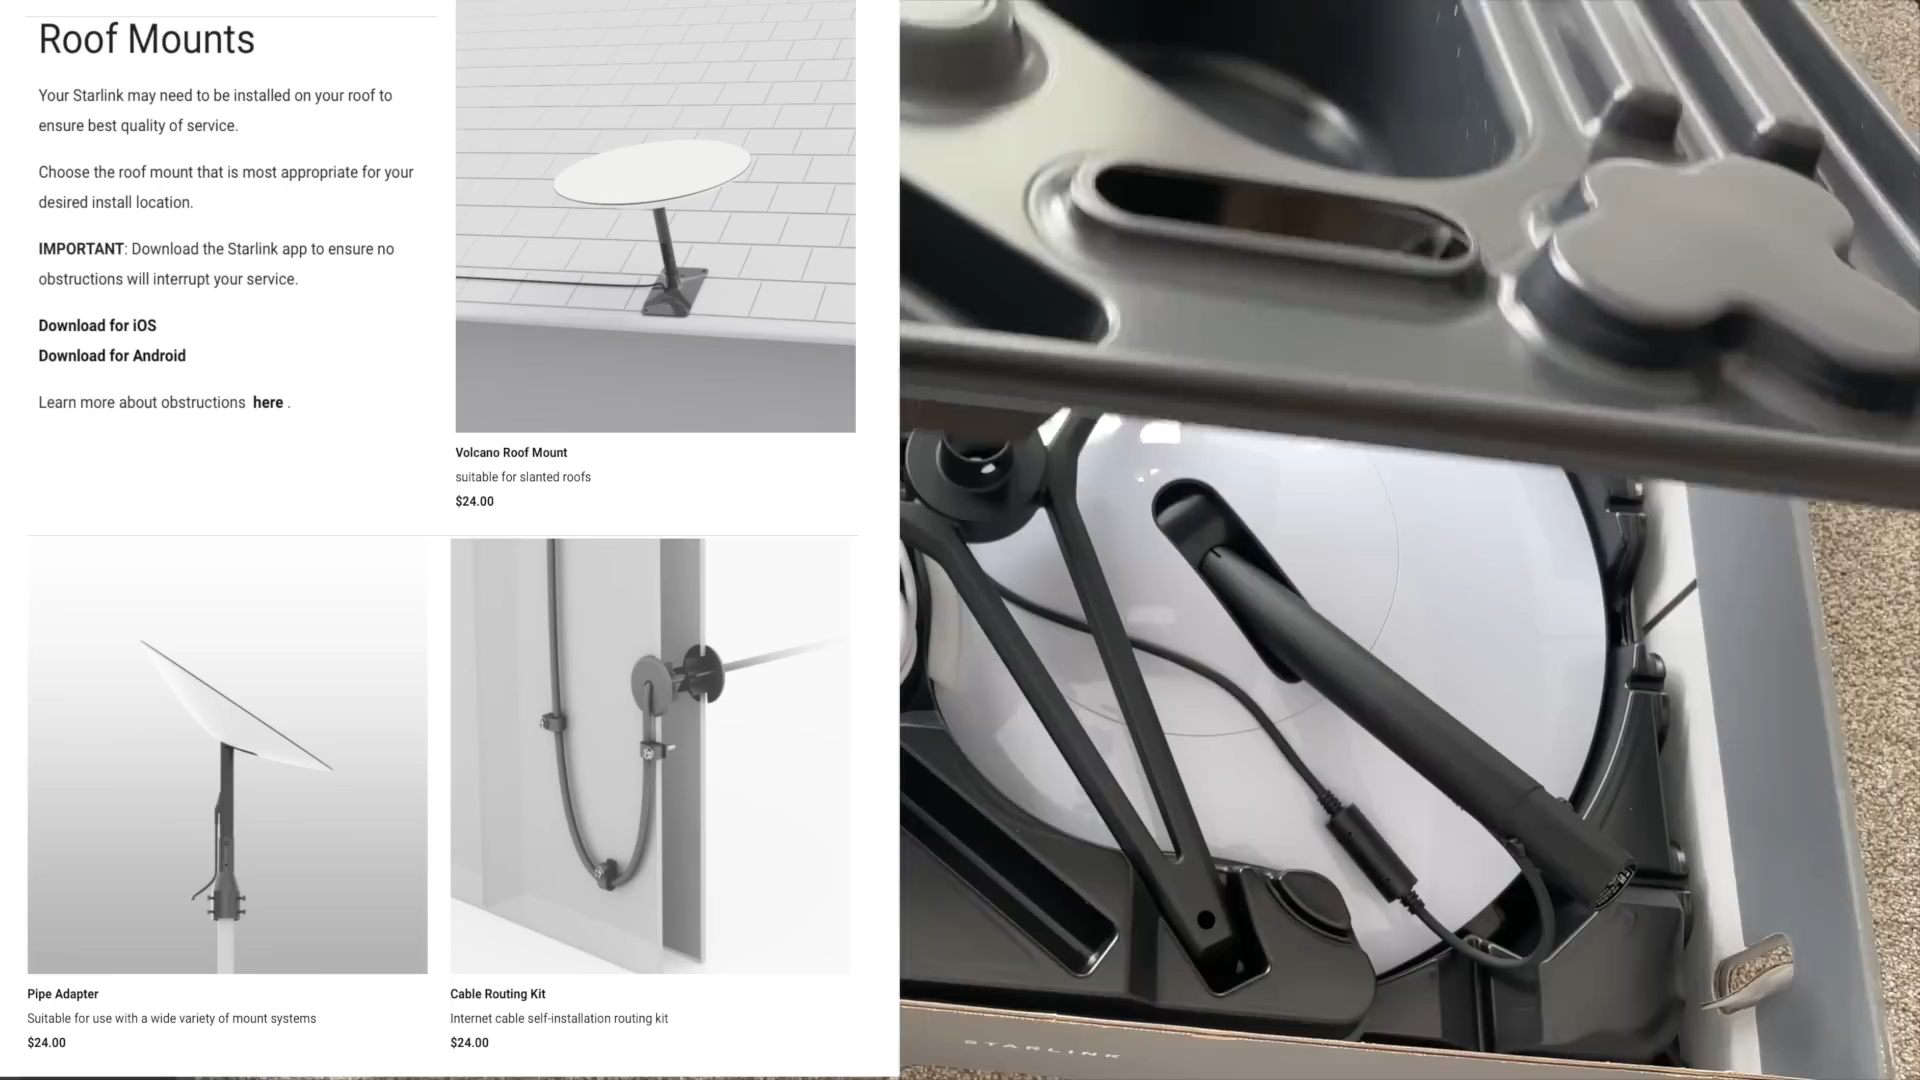 Roof Mounts
Your Starlink may need to be installed on your roof to
ensure best quality of service.
Choose the roof mount that is most appropriate for your
desired install location.
IMPORTANT: Download the Starlink app to ensure no
obstructions will interrupt your service.
Download for iOS
Download for Android
Learn more about obstructions here .
Volcano Roof Mount
suitable for slanted roofs
$24.00
Pipe Adapter
Suitable for use with a wide variety of mount systems
$24.00
Cable Routing Kit
Internet cable self-installation routing kit
$24.00
STARLINK